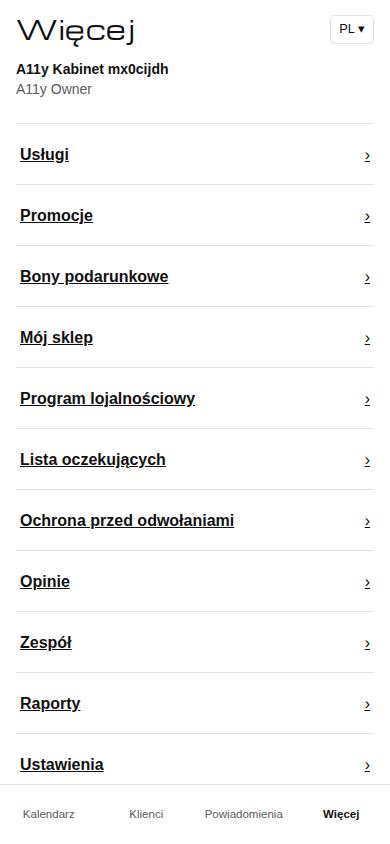 Więcej
PL ▾
A11y Kabinet mx0cijdh
A11y Owner
Usługi ›
Promocje ›
Bony podarunkowe ›
Mój sklep ›
Program lojalnościowy ›
Lista oczekujących ›
Ochrona przed odwołaniami ›
Opinie ›
Zespół ›
Raporty ›
Ustawienia ›
Kalendarz Klienci Powiadomienia Więcej